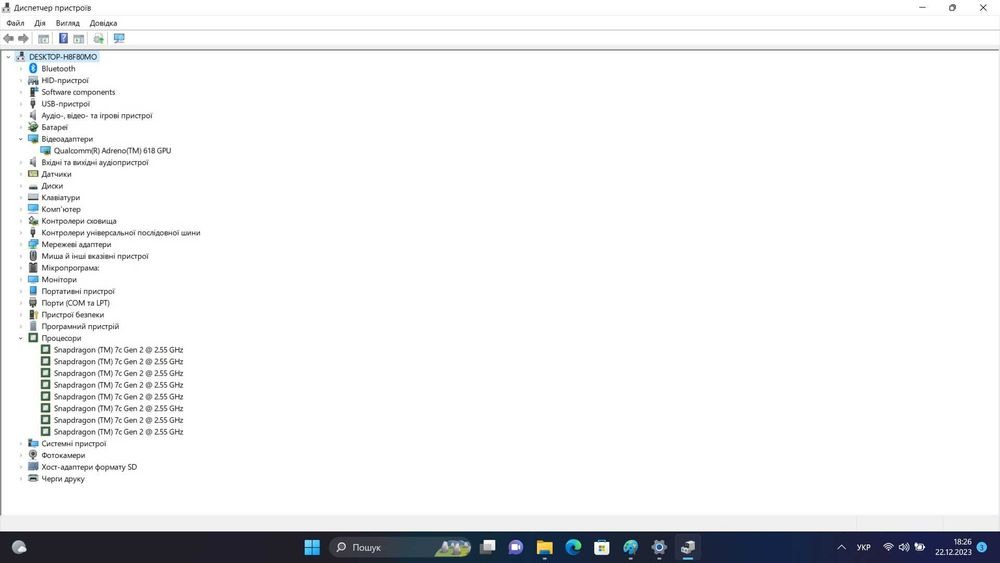 Диспетчер пристроїв
Файл Дія Вигляд Довідка
DESKTOP-H8F80MO
Bluetooth
HID-пристрої
Software components
USB-пристрої
Аудіо-, відео- та ігрові пристрої
Батареї
Відеоадаптери
Qualcomm(R) Adreno(TM) 618 GPU
Вхідні та вихідні аудіопристрої
Датчики
Диски
Клавіатури
Комп'ютер
Контролери сховища
Контролери універсальної послідовної шини
Мережеві адаптери
Миша й інші вказівні пристрої
Мікропрограма:
Монітори
Портативні пристрої
Порти (COM та LPT)
Пристрої безпеки
Програмний пристрій
Процесори
Snapdragon (TM) 7c Gen 2 @ 2.55 GHz
Snapdragon (TM) 7c Gen 2 @ 2.55 GHz
Snapdragon (TM) 7c Gen 2 @ 2.55 GHz
Snapdragon (TM) 7c Gen 2 @ 2.55 GHz
Snapdragon (TM) 7c Gen 2 @ 2.55 GHz
Snapdragon (TM) 7c Gen 2 @ 2.55 GHz
Snapdragon (TM) 7c Gen 2 @ 2.55 GHz
Snapdragon (TM) 7c Gen 2 @ 2.55 GHz
Системні пристрої
Фотокамери
Хост-адаптери формату SD
Черги друку
Пошук
УКР
18:26
22.12.2023
3